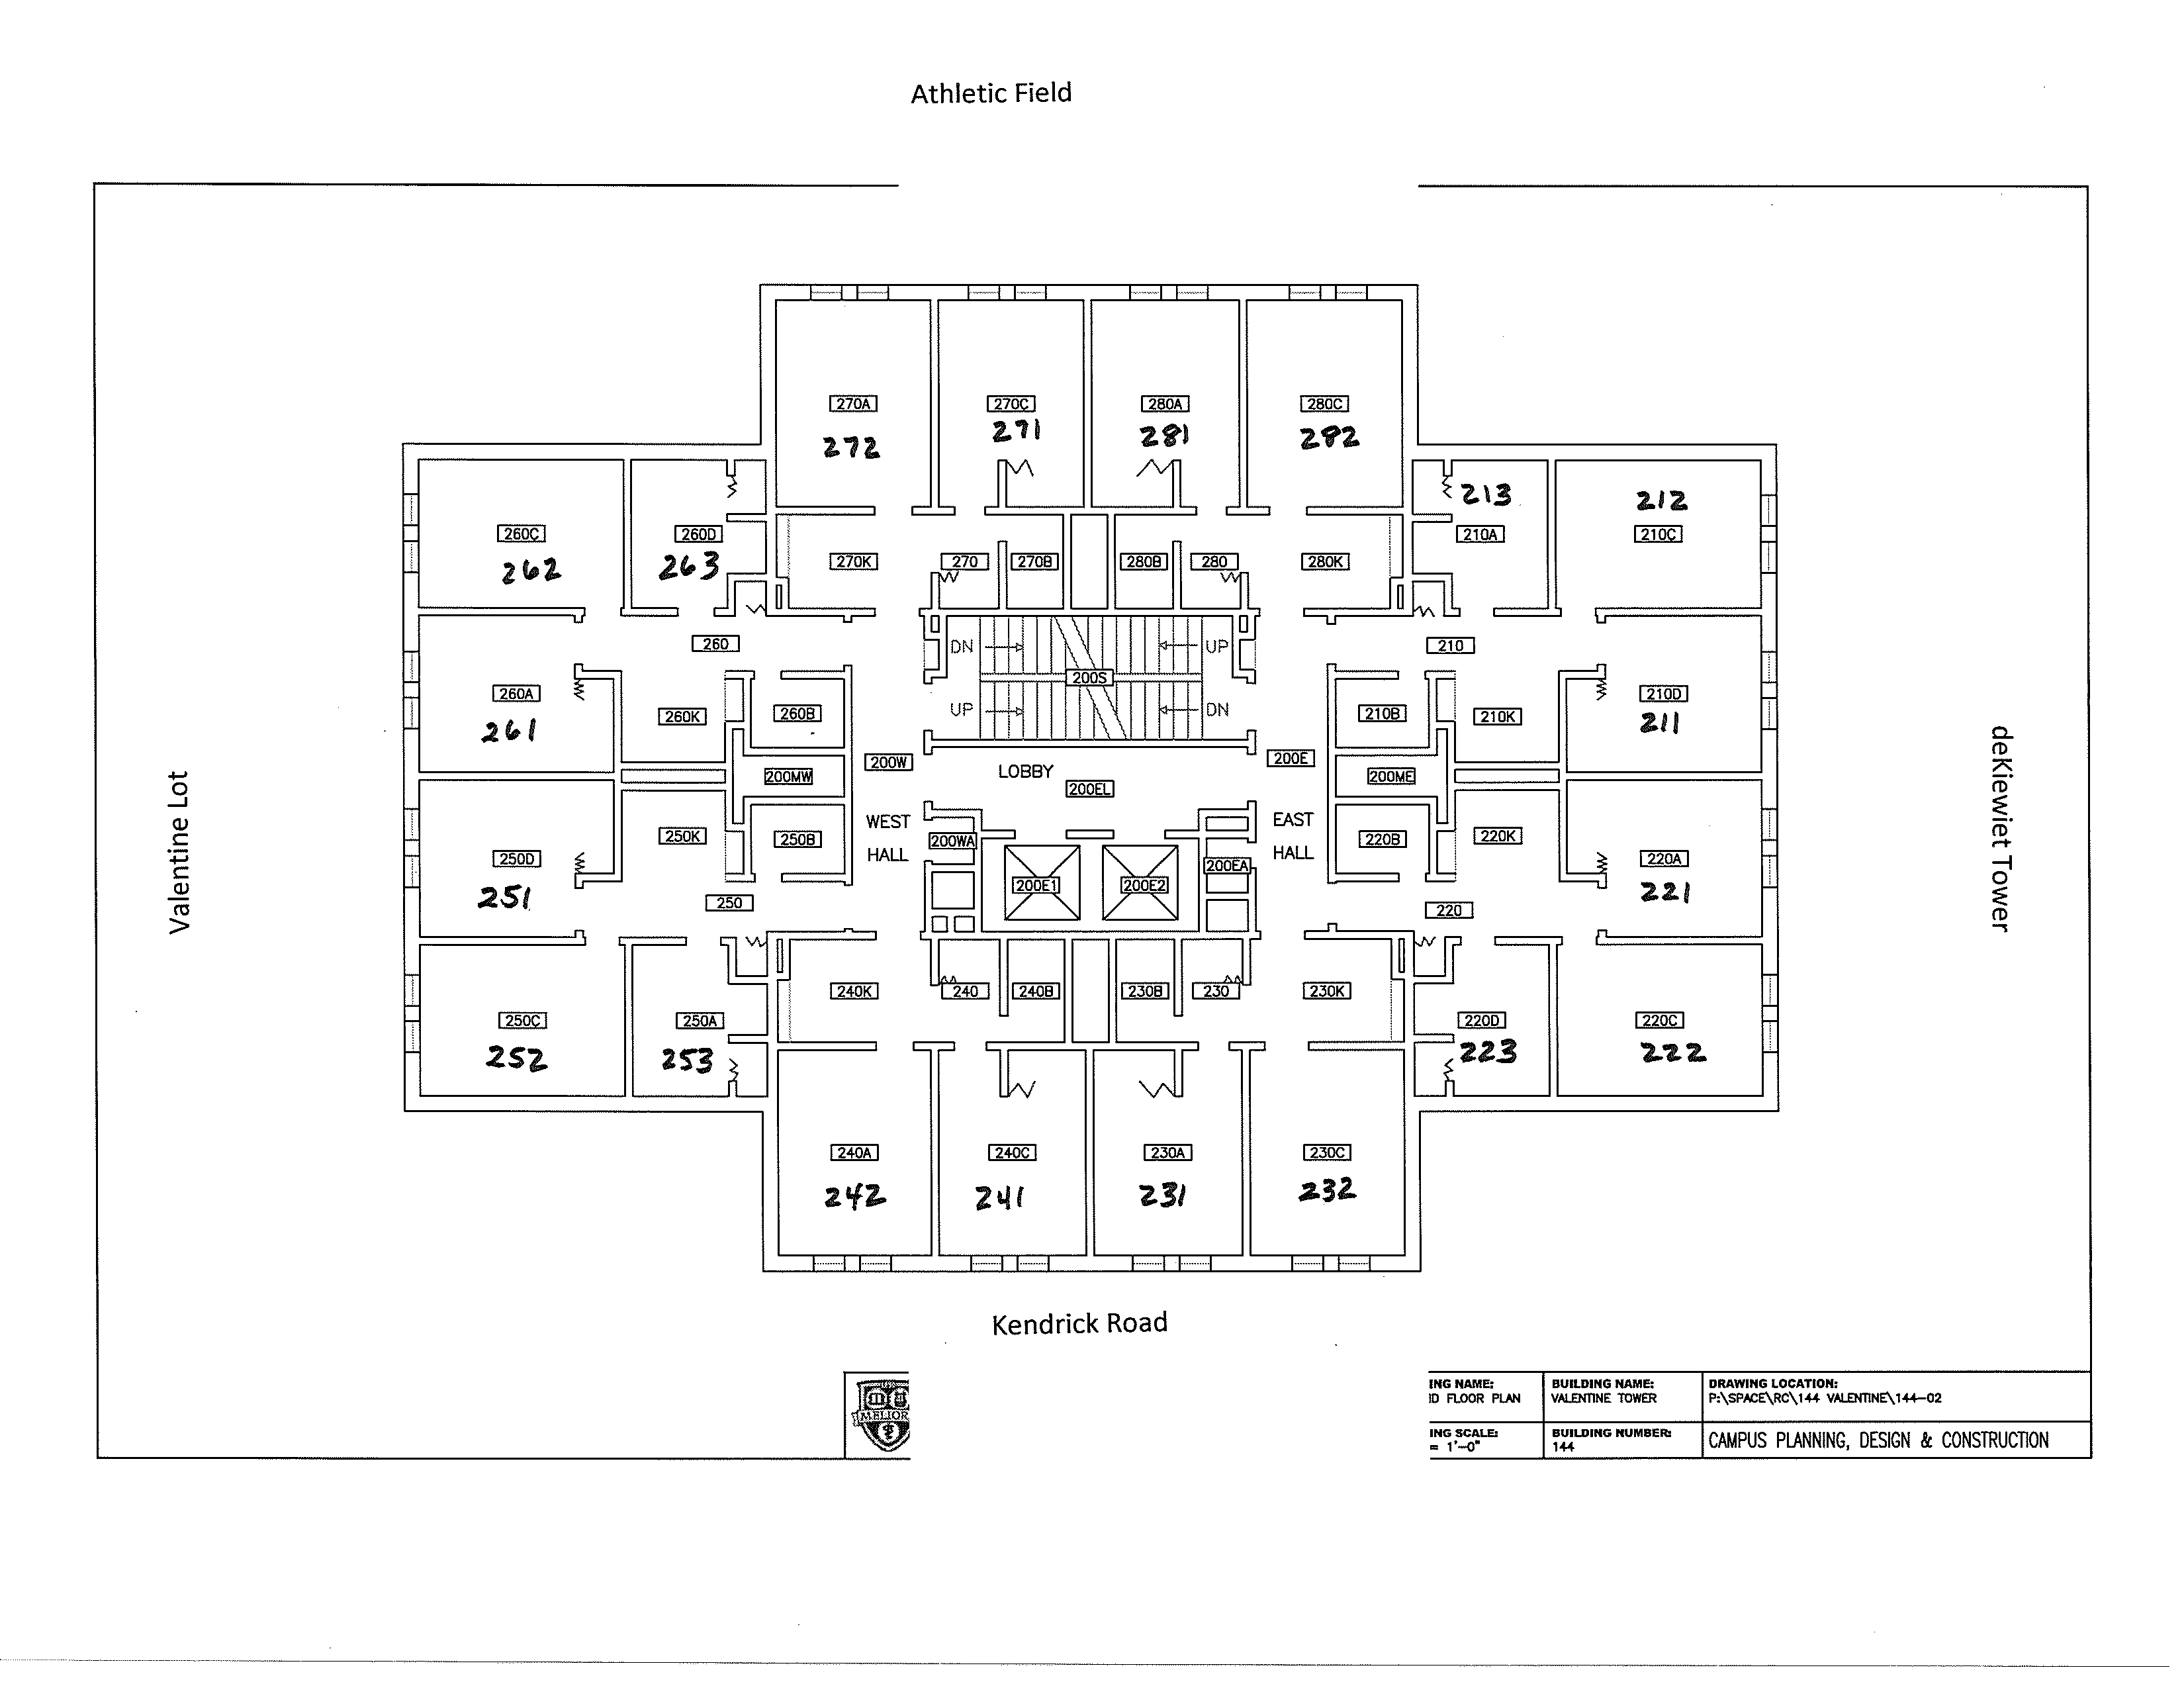 Athletic Field
270A
270C
280A
280C
272
271
281
282
213
212
260C
260D
210A
210C
262
263
270K
270
270B
280B
280
280K
260
DN
UP
210
200S
260A
210D
261
260K
260B
UP
DN
210B
210K
211
200W
LOBBY
200E
200MW
200EL
200ME
Valentine Lot
deKiewiet Tower
WEST
HALL
EAST
HALL
250K
250B
200WA
220B
220K
250D
200EA
220A
251
200E1
200E2
221
250
220
240K
240
240B
230B
230
230K
250C
250A
220D
220C
252
253
223
222
240A
240C
230A
230C
242
241
231
232
Kendrick Road
MELIOR
ING NAME:
ID FLOOR PLAN
BUILDING NAME:
VALENTINE TOWER
DRAWING LOCATION:
P:\SPACE\RC\144 VALENTINE\144-02
ING SCALE:
= 1'-0"
BUILDING NUMBER:
144
CAMPUS PLANNING, DESIGN & CONSTRUCTION